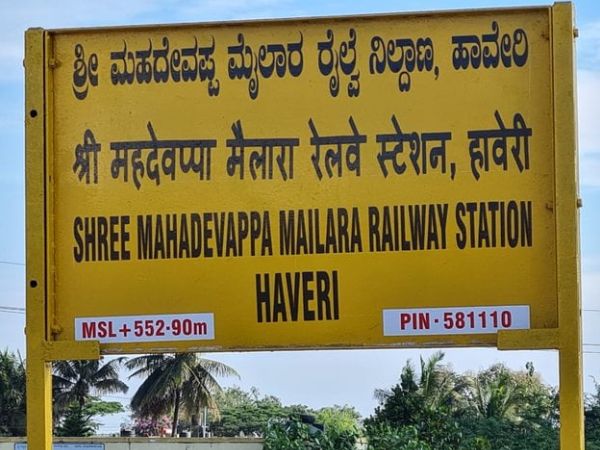 ಶ್ರೀ ಮಹದೇವಪ್ಪ ಮೈಲಾರ ರೈಲ್ವೆ ನಿಲ್ದಾಣ, ಹಾವೇರಿ
श्री महदेवप्पा मैलारा रेलवे स्टेशन, हावेरी
SHREE MAHADEVAPPA MAILARA RAILWAY STATION
HAVERI
MSL+552·90m PIN·581110